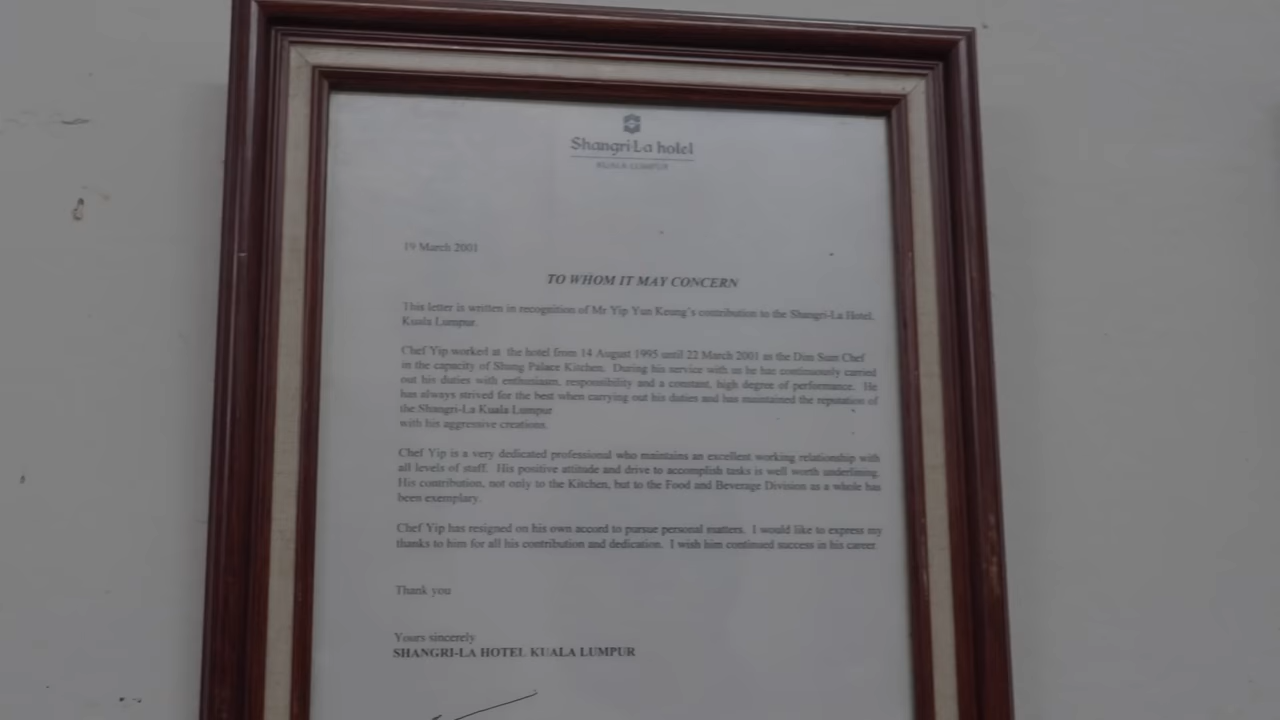 Shangri-La hotel
KUALA LUMPUR
19 March 2001
TO WHOM IT MAY CONCERN
This letter is written in recognition of Mr Yip Yun Keung's contribution to the Shangri-La Hotel,
Kuala Lumpur.
Chef Yip worked at the hotel from 14 August 1995 until 22 March 2001 as the Dim Sum Chef
in the capacity of Shang Palace Kitchen. During his service with us he has continuously carried
out his duties with enthusiasm, responsibility and a constant, high degree of performance. He
has always strived for the best when carrying out his duties and has maintained the reputation of
the Shangri-La Kuala Lumpur
with his aggressive creations.
Chef Yip is a very dedicated professional who maintains an excellent working relationship with
all levels of staff. His positive attitude and drive to accomplish tasks is well worth underlining.
His contribution, not only to the Kitchen, but to the Food and Beverage Division as a whole has
been exemplary.
Chef Yip has resigned on his own accord to pursue personal matters. I would like to express my
thanks to him for all his contribution and dedication. I wish him continued success in his career.
Thank you
Yours sincerely
SHANGRI-LA HOTEL KUALA LUMPUR